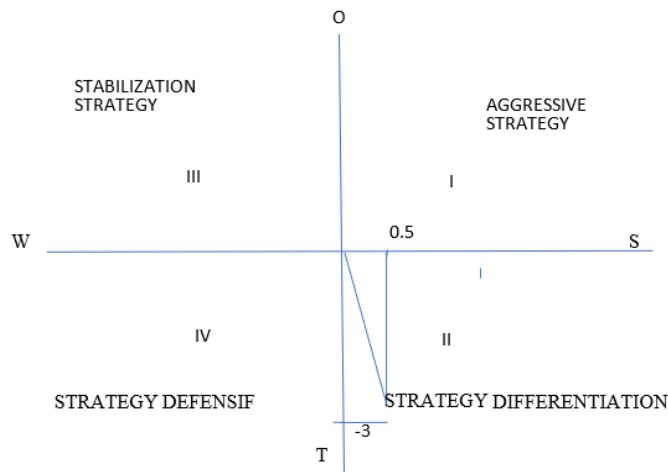 O
STABILIZATION
STRATEGY
AGGRESSIVE
STRATEGY
III
I
0.5
W
S
I
IV
II
STRATEGY DEFENSIF
STRATEGY DIFFERENTIATION
-3
T